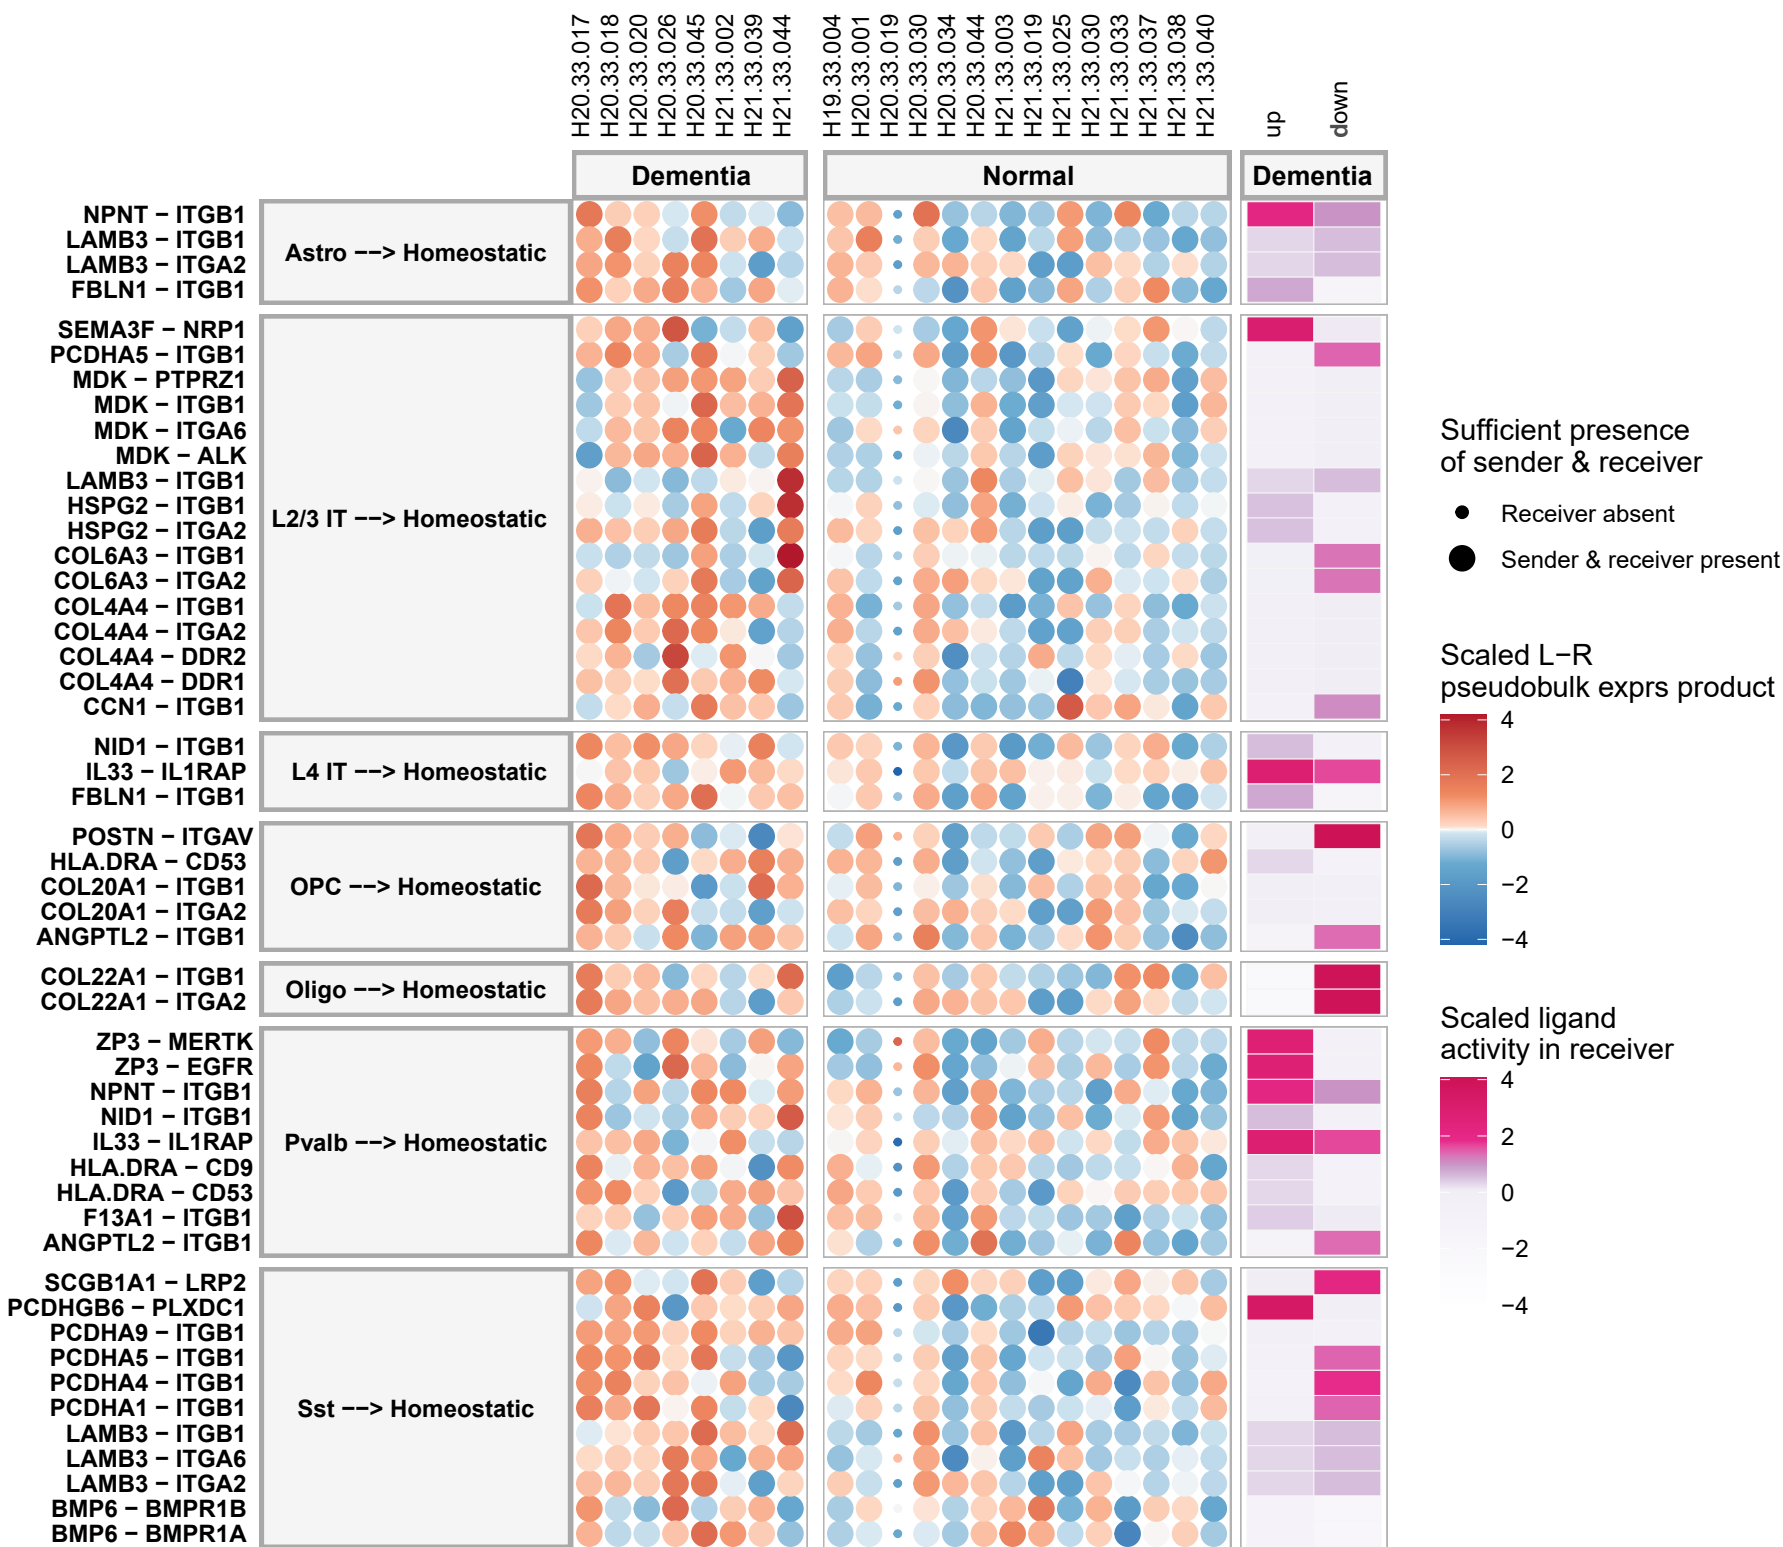 H20.33.017
H20.33.018
H20.33.020
H20.33.026
H20.33.045
H21.33.002
H21.33.039
H21.33.044
H19.33.004
H20.33.001
H20.33.019
H20.33.030
H20.33.034
H20.33.044
H21.33.003
H21.33.019
H21.33.025
H21.33.030
H21.33.033
H21.33.037
H21.33.038
H21.33.040
up
down
Dementia
Normal
Dementia
NPNT − ITGB1
LAMB3 − ITGB1
LAMB3 − ITGA2
FBLN1 − ITGB1
Astro −−> Homeostatic
SEMA3F − NRP1
PCDHA5 − ITGB1
MDK − PTPRZ1
MDK − ITGB1
MDK − ITGA6
MDK − ALK
LAMB3 − ITGB1
HSPG2 − ITGB1
HSPG2 − ITGA2
COL6A3 − ITGB1
COL6A3 − ITGA2
COL4A4 − ITGB1
COL4A4 − ITGA2
COL4A4 − DDR2
COL4A4 − DDR1
CCN1 − ITGB1
L2/3 IT −−> Homeostatic
NID1 − ITGB1
IL33 − IL1RAP
FBLN1 − ITGB1
L4 IT −−> Homeostatic
POSTN − ITGAV
HLA.DRA − CD53
COL20A1 − ITGB1
COL20A1 − ITGA2
ANGPTL2 − ITGB1
OPC −−> Homeostatic
COL22A1 − ITGB1
COL22A1 − ITGA2
Oligo −−> Homeostatic
ZP3 − MERTK
ZP3 − EGFR
NPNT − ITGB1
NID1 − ITGB1
IL33 − IL1RAP
HLA.DRA − CD9
HLA.DRA − CD53
F13A1 − ITGB1
ANGPTL2 − ITGB1
Pvalb −−> Homeostatic
SCGB1A1 − LRP2
PCDHGB6 − PLXDC1
PCDHA9 − ITGB1
PCDHA5 − ITGB1
PCDHA4 − ITGB1
PCDHA1 − ITGB1
LAMB3 − ITGB1
LAMB3 − ITGA6
LAMB3 − ITGA2
BMP6 − BMPR1B
BMP6 − BMPR1A
Sst −−> Homeostatic
Sufficient presence
of sender & receiver
Receiver absent
Sender & receiver present
Scaled L−R
pseudobulk exprs product
4
2
0
−2
−4
Scaled ligand
activity in receiver
4
2
0
−2
−4